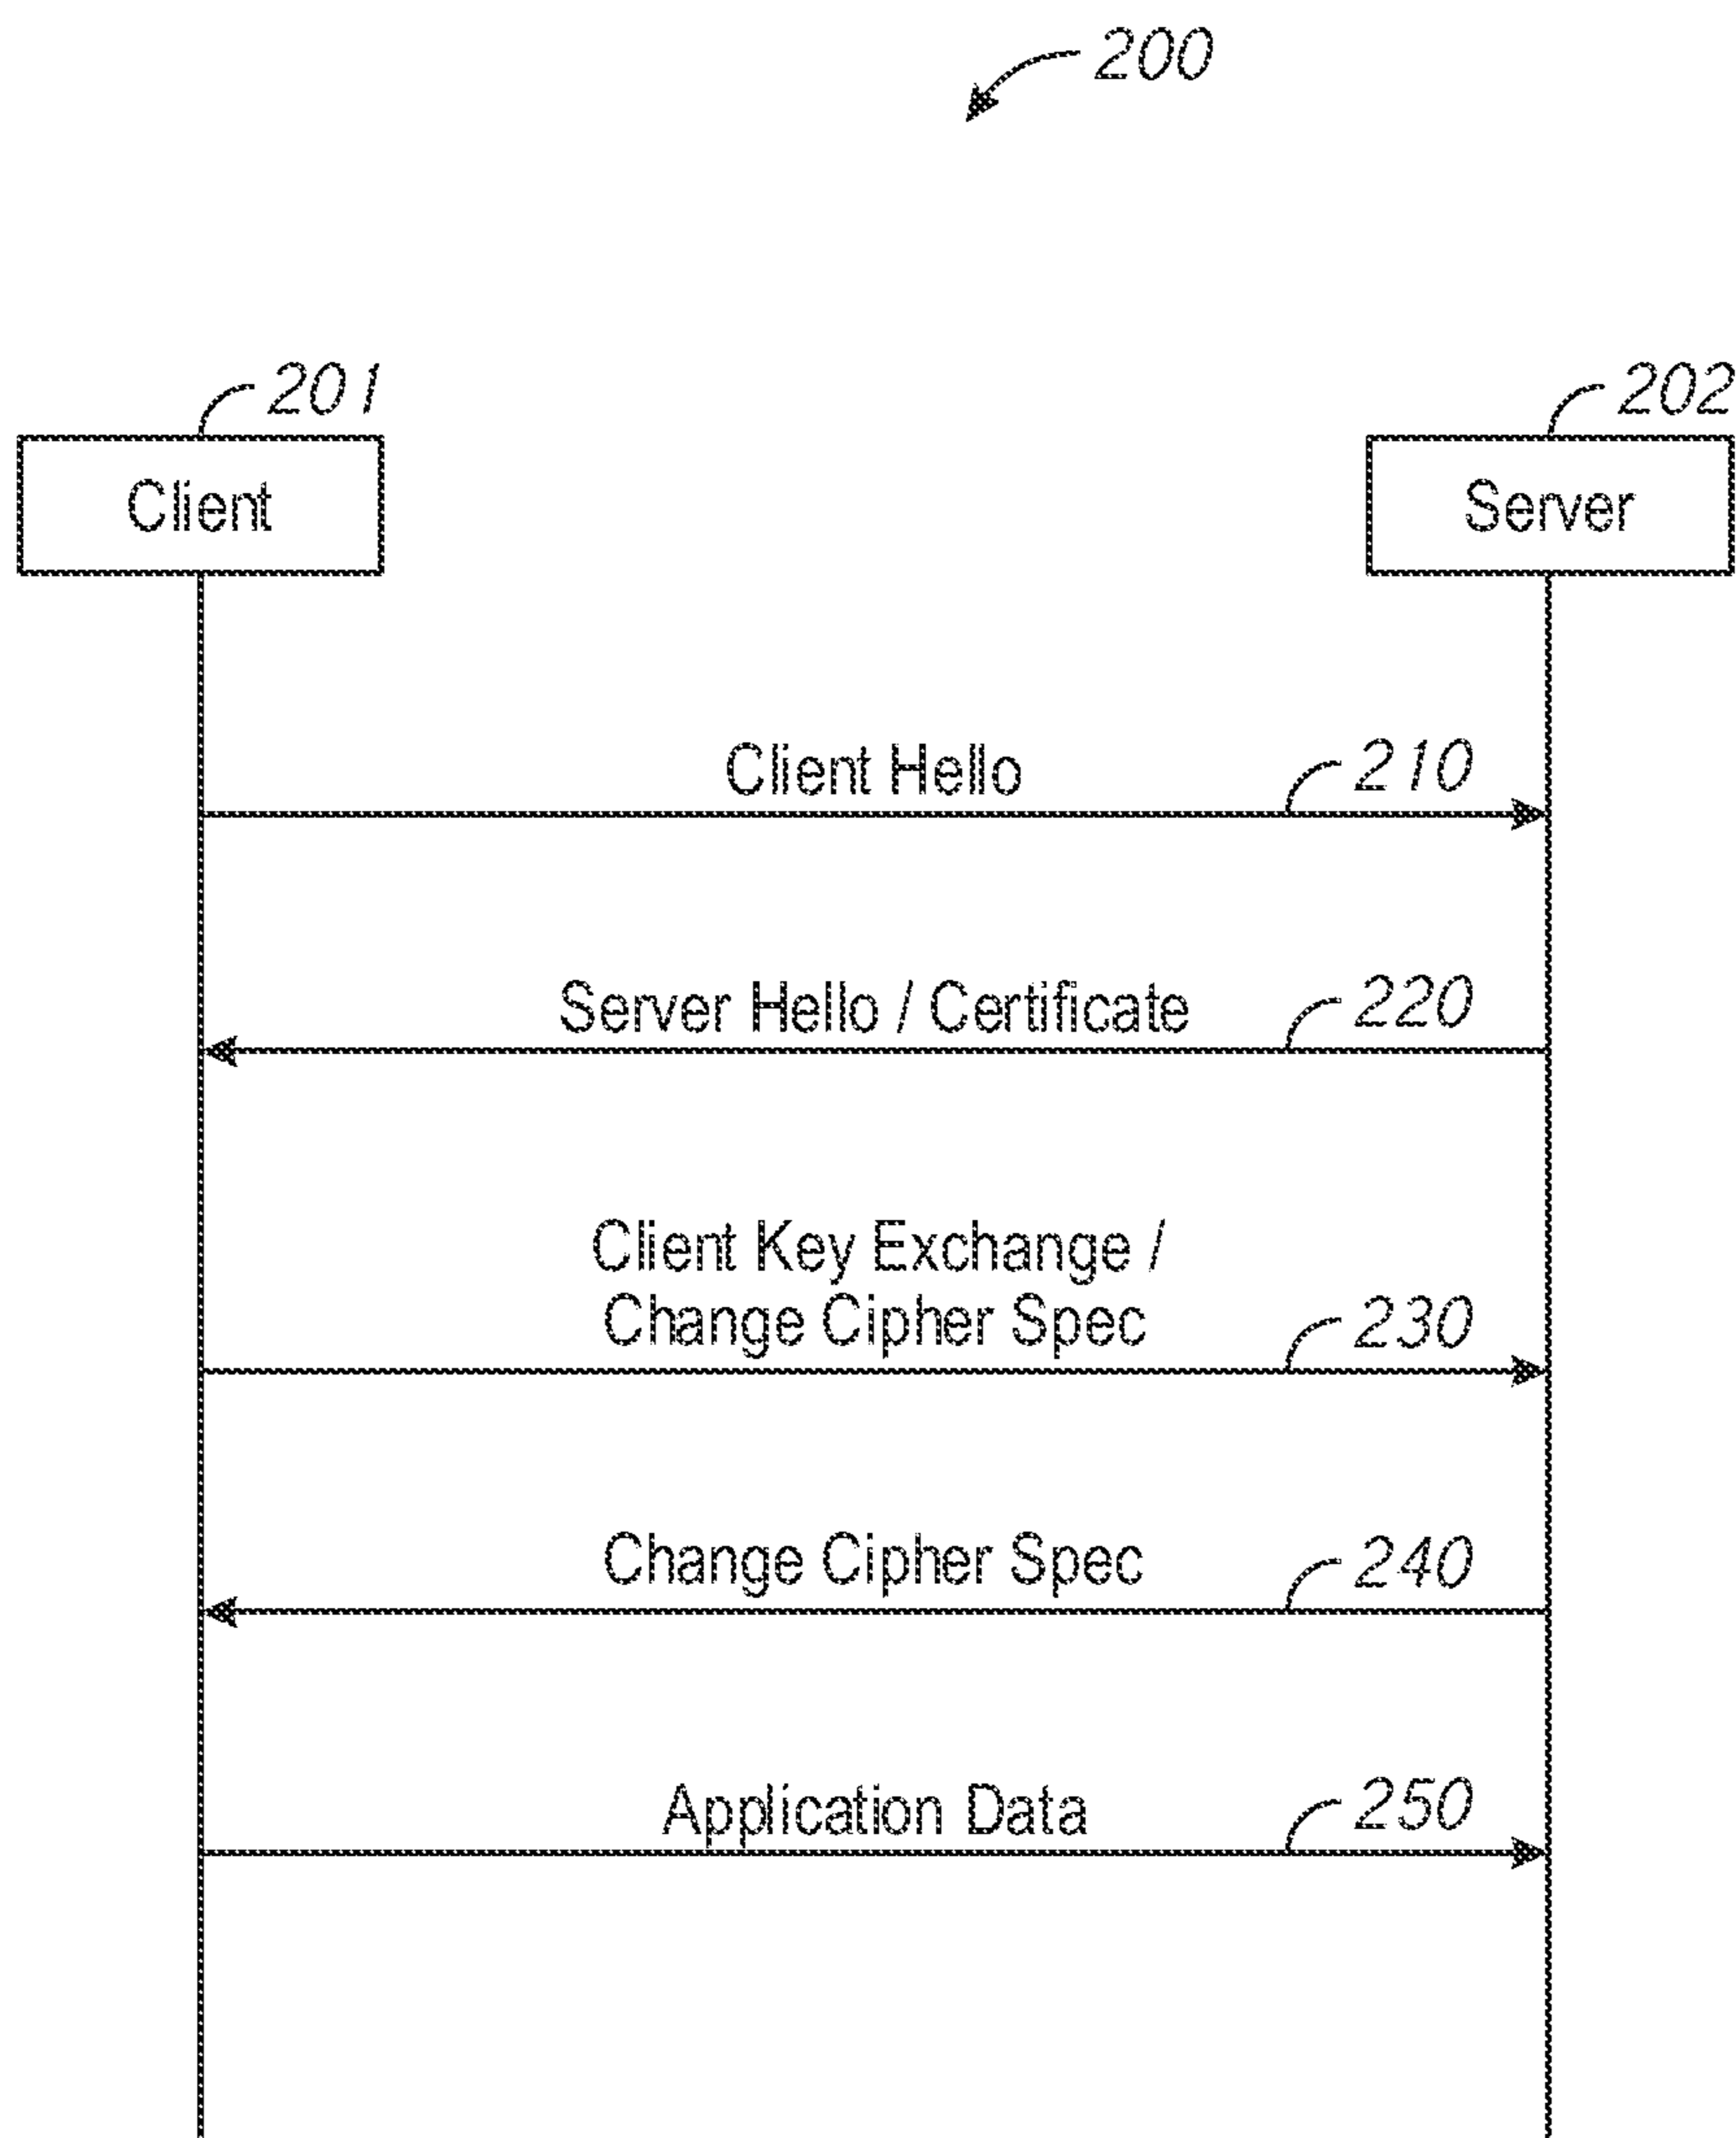 200
201
202
Client
Server
Client Hello
210
Server Hello / Certificate
220
Client Key Exchange /
Change Cipher Spec
230
Change Cipher Spec
240
Application Data
250